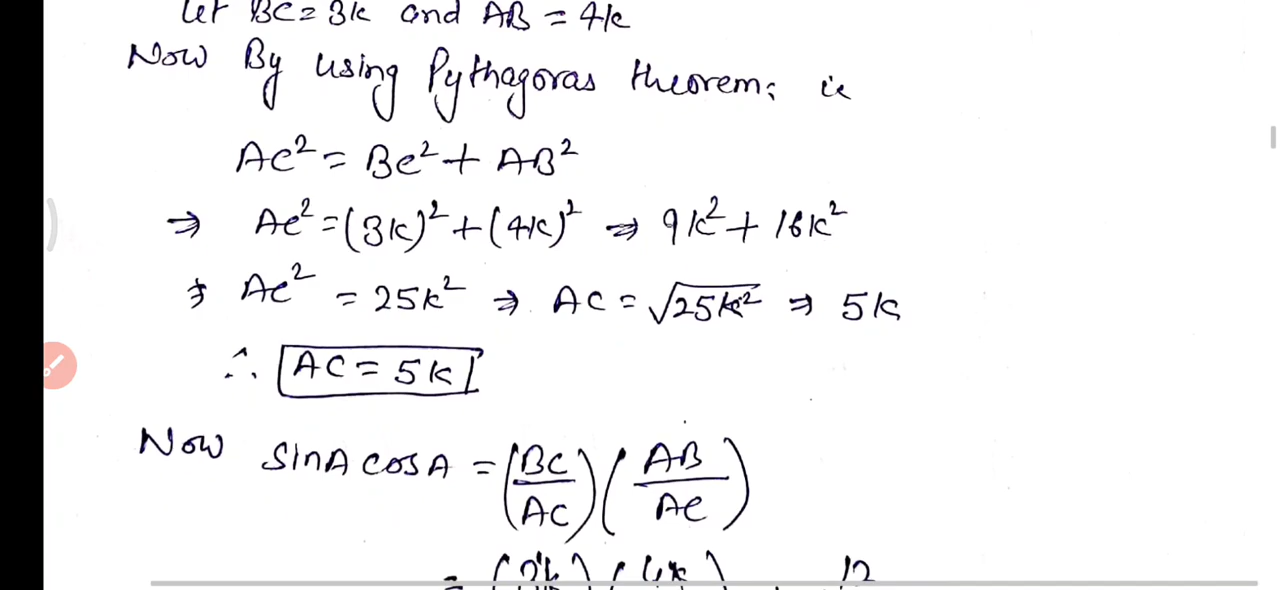 Let BC = 3k and AB = 4k
Now By using Pythagoras theorem; ie
AC² = BC² + AB²
⇒ AC² = (3k)² + (4k)² ⇒ 9k² + 16k²
⇒ AC² = 25k² ⇒ AC = √25k² ⇒ 5k
∴ AC = 5k
Now sinA cosA = (BC/AC) (AB/AC)